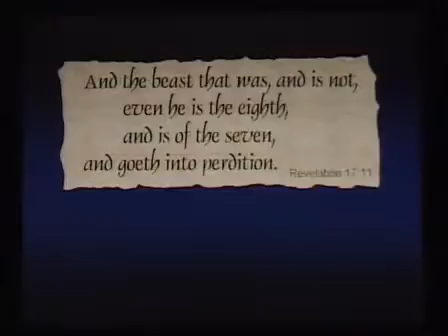 And the beast that was, and is not,
even he is the eighth,
and is of the seven,
and goeth into perdition.
Revelation 17:11